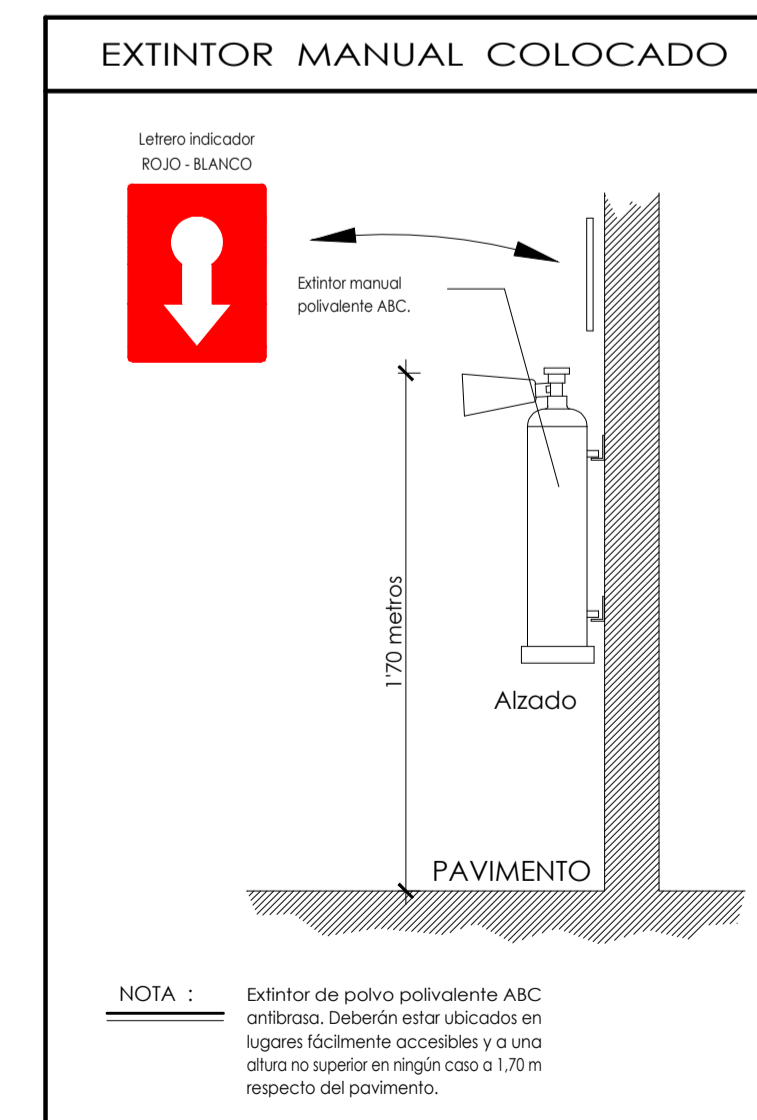 EXTINTOR MANUAL COLOCADO
Letrero indicador
ROJO - BLANCO
Extintor manual
polivalente ABC.
1'70 metros
Alzado
PAVIMENTO
NOTA :
Extintor de polvo polivalente ABC
antibrasa. Deberán estar ubicados en
lugares fácilmente accesibles y a una
altura no superior en ningún caso a 1,70 m
respecto del pavimento.